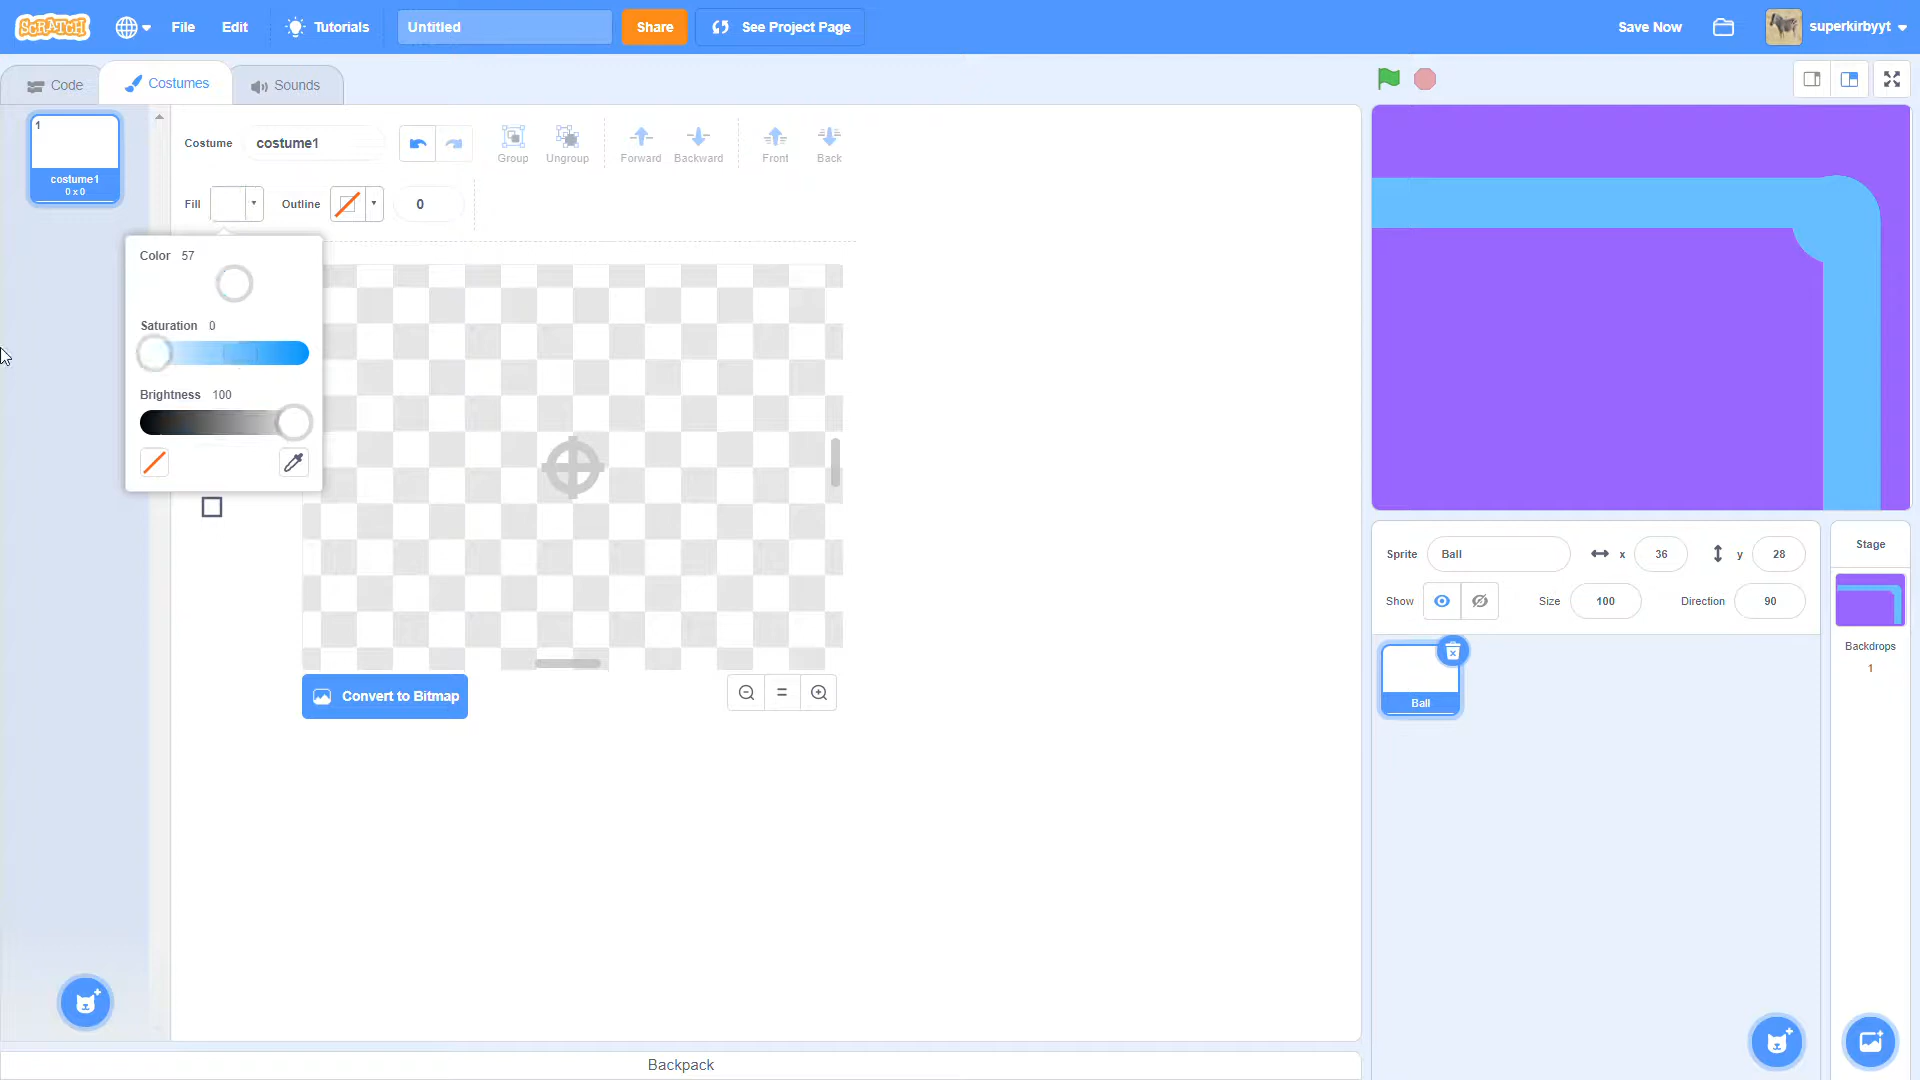 SCRATCH
File
Edit
Tutorials
Untitled
Share
See Project Page
Save Now
superkirbyyt
Code
Costumes
Sounds
1
costume1
0 x 0
Costume
costume1
Group
Ungroup
Forward
Backward
Front
Back
Fill
Outline
0
Color 57
Saturation 0
Brightness 100
Convert to Bitmap
Sprite
Ball
x
36
y
28
Show
Size
100
Direction
90
Ball
Stage
Backdrops
1
Backpack